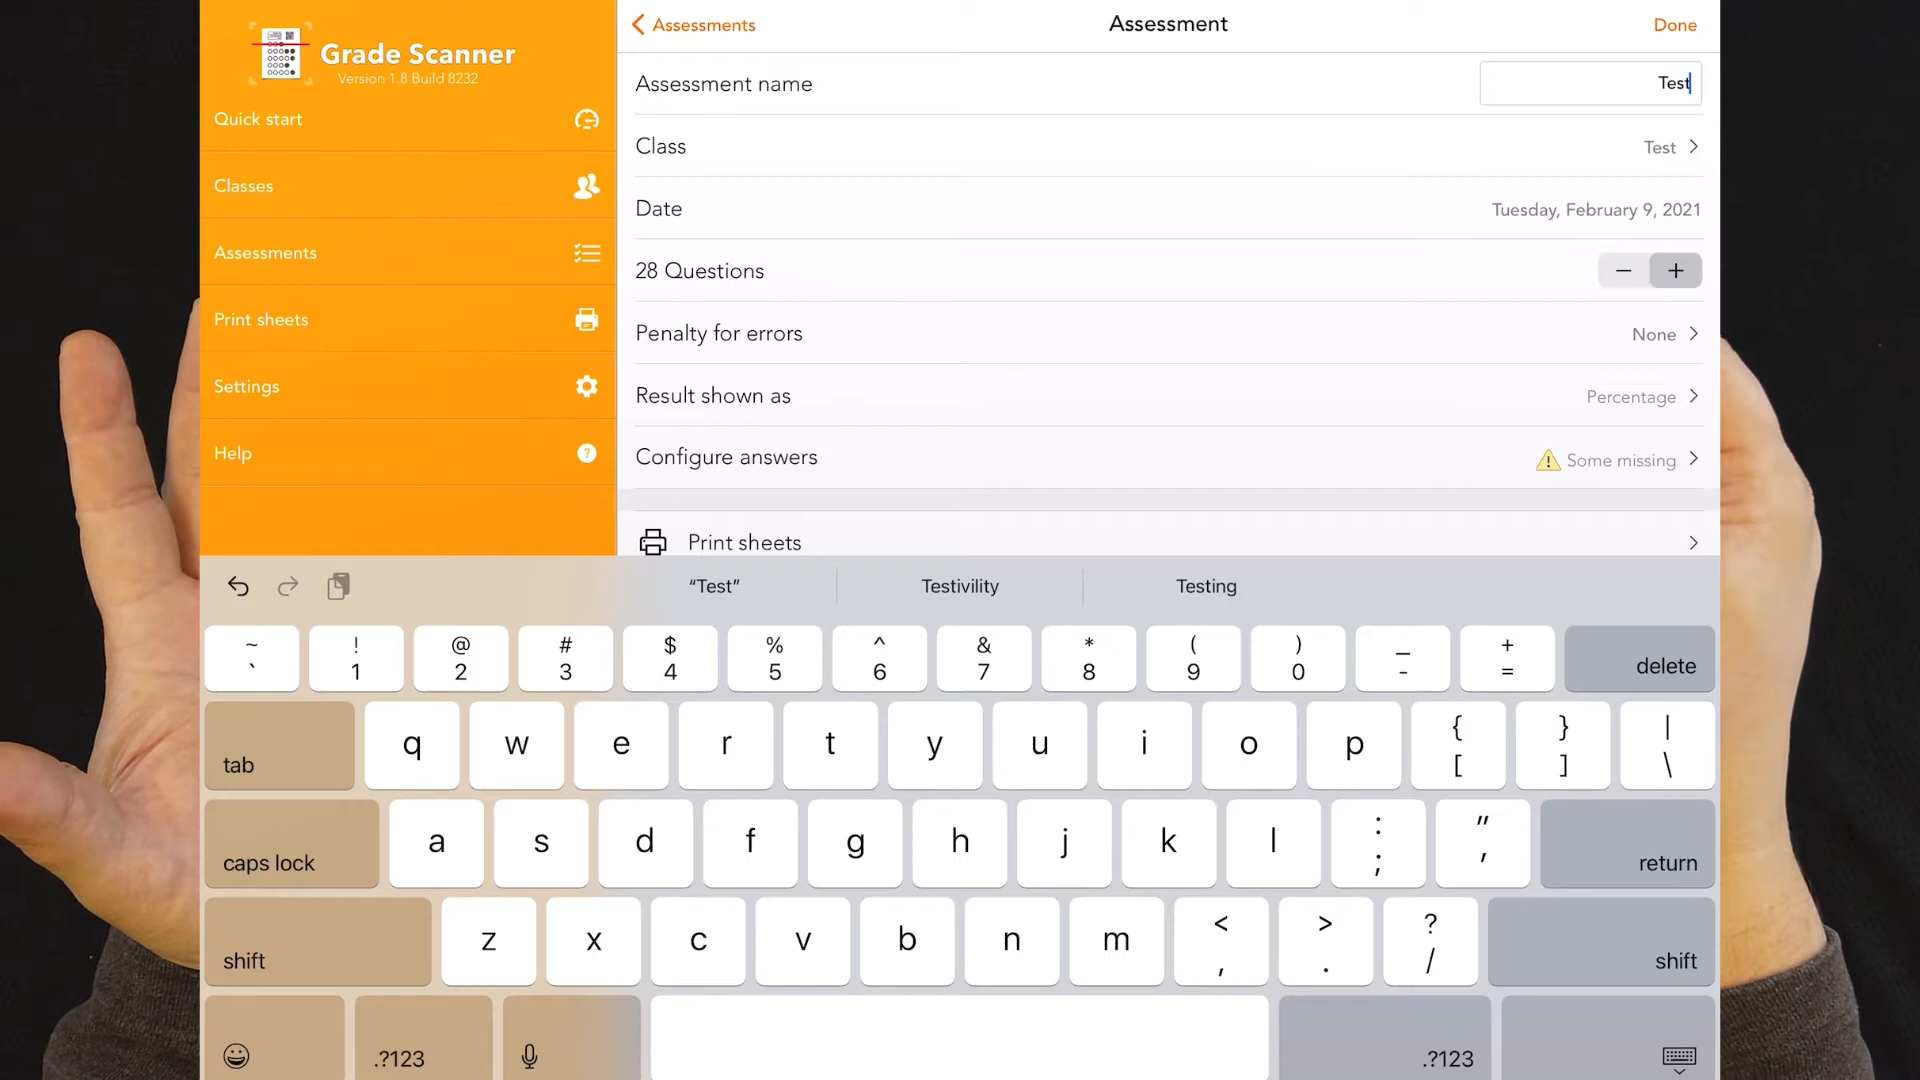 Grade Scanner
Version 1.8 Build 8232
Quick start
Classes
Assessments
Print sheets
Settings
Help
?
Assessments
Assessment
Done
Assessment name
Test
Class
Test
Date
Tuesday, February 9, 2021
28 Questions
− +
Penalty for errors
None
Result shown as
Percentage
Configure answers
! Some missing
Print sheets
“Test” Testivility Testing
~ ! @ # $ % ^ & * ( ) _ +
` 1 2 3 4 5 6 7 8 9 0 - = delete
tab q w e r t y u i o p { } |
[ ] \
caps lock a s d f g h j k l : "
; ' return
shift z x c v b n m < > ?
, . / shift
.?123 .?123